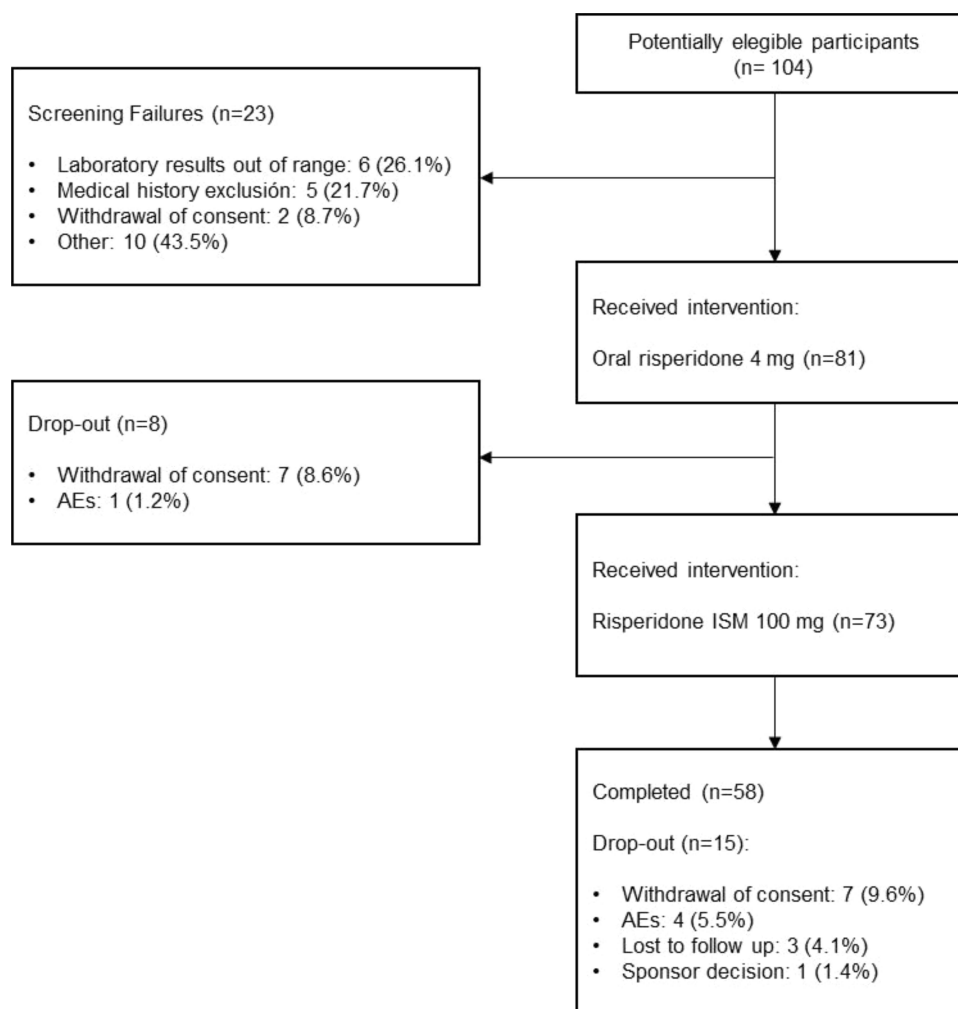 Potentially elegible participants
(n= 104)
Screening Failures (n=23)
• Laboratory results out of range: 6 (26.1%)
• Medical history exclusión: 5 (21.7%)
• Withdrawal of consent: 2 (8.7%)
• Other: 10 (43.5%)
Received intervention:
Oral risperidone 4 mg (n=81)
Drop-out (n=8)
• Withdrawal of consent: 7 (8.6%)
• AEs: 1 (1.2%)
Received intervention:
Risperidone ISM 100 mg (n=73)
Completed (n=58)
Drop-out (n=15):
• Withdrawal of consent: 7 (9.6%)
• AEs: 4 (5.5%)
• Lost to follow up: 3 (4.1%)
• Sponsor decision: 1 (1.4%)